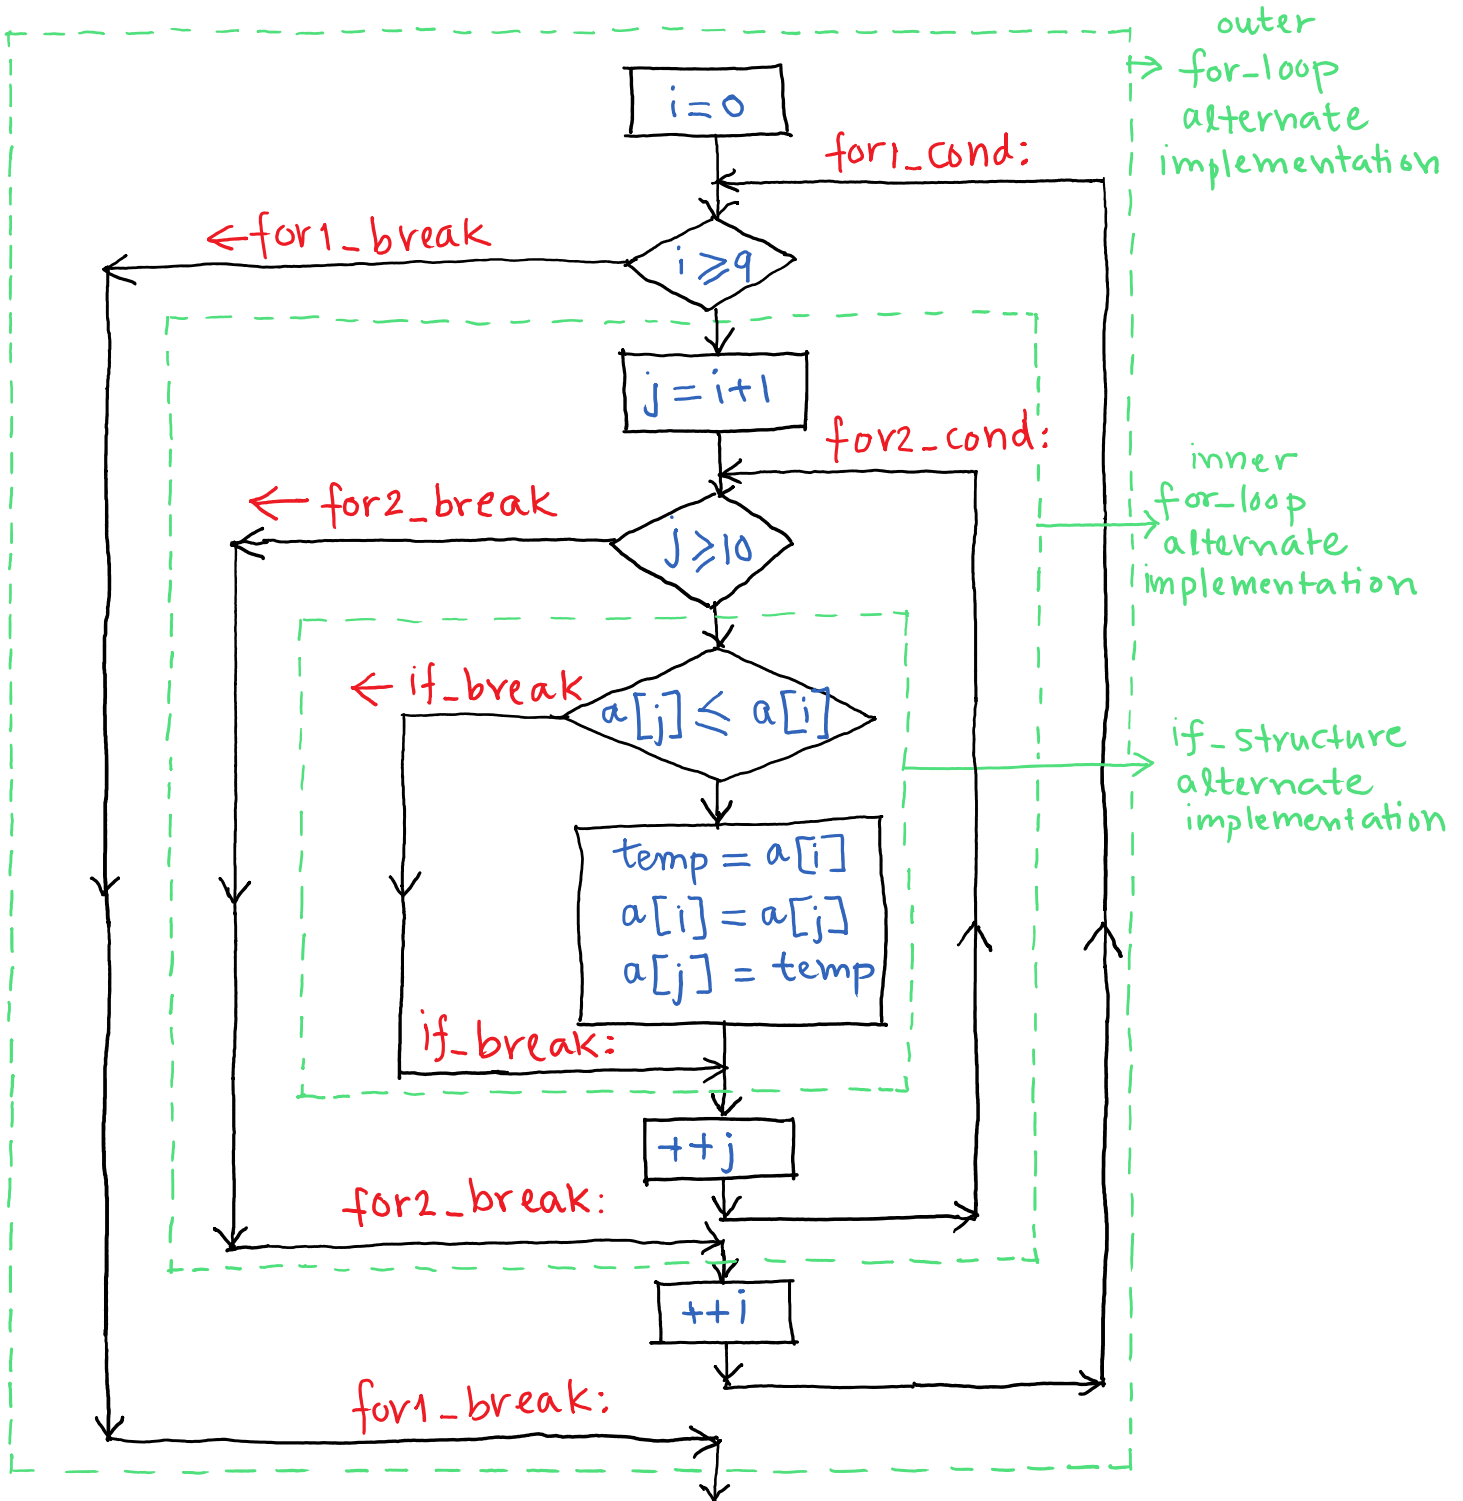 outer
for_loop
alternate
implementation
i=0
for1_cond:
←for1_break
i⩾9
j=i+1
for2_cond:
← for2_break
j⩾10
inner
for_loop
alternate
implementation
← if_break
a[j] ⩽ a[i]
if_structure
alternate
implementation
temp = a[i]
a[i] = a[j]
a[j] = temp
if_break:
++j
for2_break:
++i
for1_break: